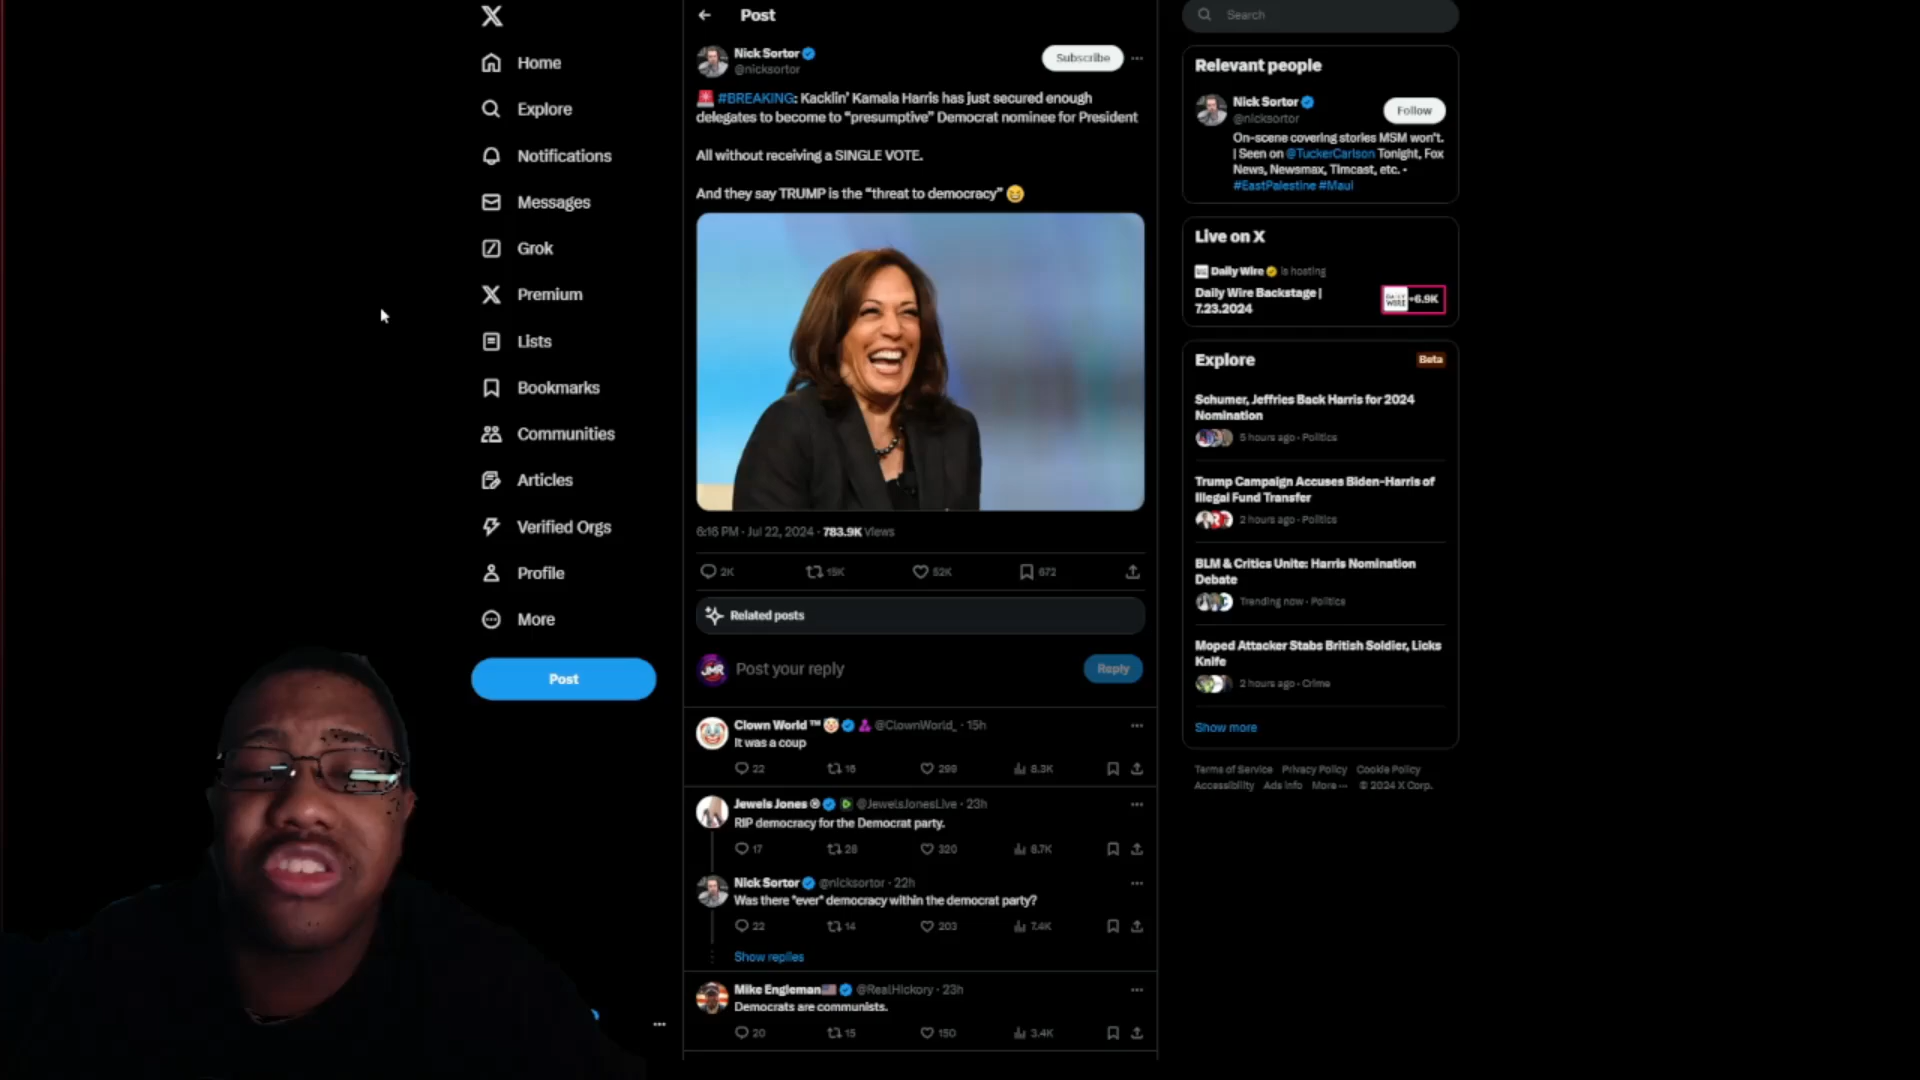 Home
Explore
Notifications
Messages
Grok
Premium
Lists
Bookmarks
Communities
Articles
Verified Orgs
Profile
More
Post
Post
Nick Sortor
@nicksortor
Subscribe
#BREAKING: Kacklin' Kamala Harris has just secured enough
delegates to become to "presumptive" Democrat nominee for President
All without receiving a SINGLE VOTE.
And they say TRUMP is the "threat to democracy" 😆
6:16 PM · Jul 22, 2024 · 783.9K Views
2K 15K 52K 672
Related posts
JMR
Post your reply
Reply
Clown World ™ 🤡 @ClownWorld_ · 15h
It was a coup
22 16 299 8.3K
Jewels Jones ® @JewelsJonesLive · 23h
RIP democracy for the Democrat party.
17 28 320 8.7K
Nick Sortor @nicksortor · 22h
Was there "ever" democracy within the democrat party?
22 14 203 7.4K
Show replies
Mike Engleman🇺🇸 @RealHickory · 23h
Democrats are communists.
20 15 150 3.4K
Search
Relevant people
Nick Sortor
@nicksortor
Follow
On-scene covering stories MSM won't.
| Seen on @TuckerCarlson Tonight, Fox
News, Newsmax, Timcast, etc. -
#EastPalestine #Maui
Live on X
Daily Wire is hosting
Daily Wire Backstage |
7.23.2024
DAILY WIRE
+6.9K
Explore
Beta
Schumer, Jeffries Back Harris for 2024
Nomination
5 hours ago · Politics
Trump Campaign Accuses Biden-Harris of
Illegal Fund Transfer
2 hours ago · Politics
BLM & Critics Unite: Harris Nomination
Debate
Trending now · Politics
Moped Attacker Stabs British Soldier, Licks
Knife
2 hours ago · Crime
Show more
Terms of Service Privacy Policy Cookie Policy
Accessibility Ads info More ··· © 2024 X Corp.